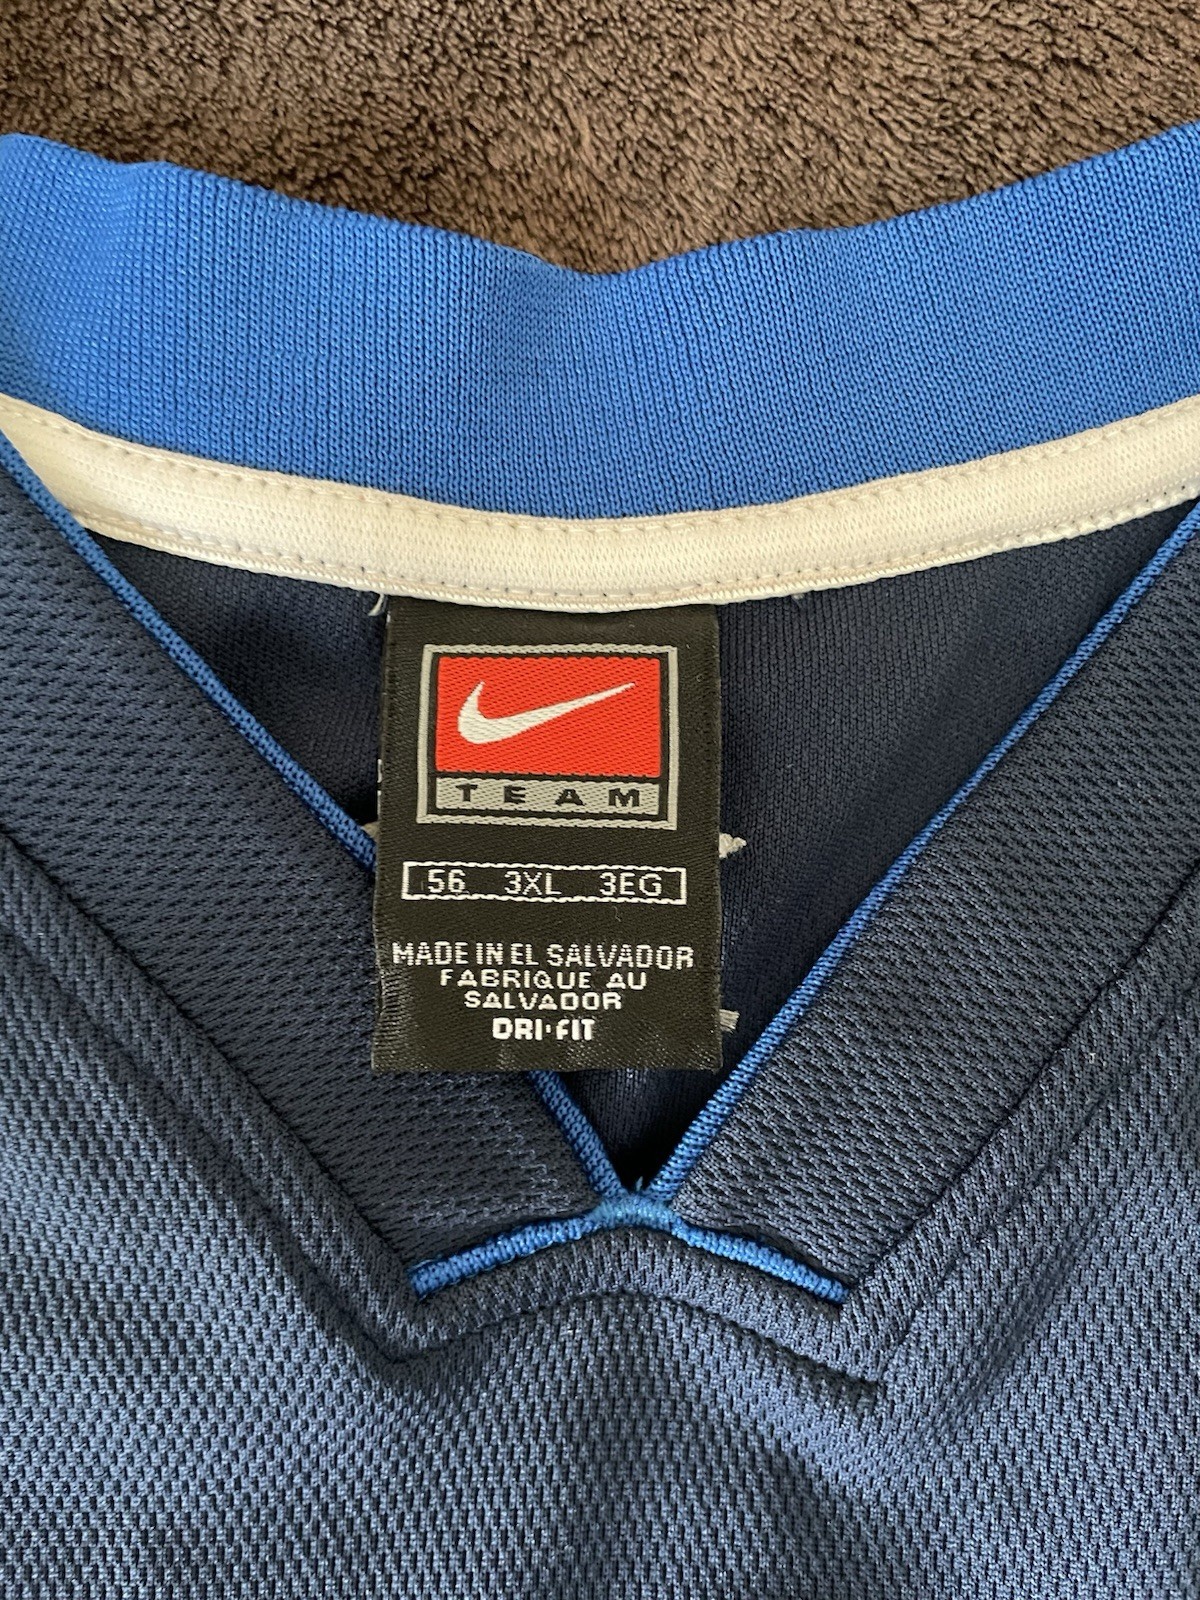 TEAM
56 3XL 3EG
MADE IN EL SALVADOR
FABRIQUE AU
SALVADOR
DRI·FIT